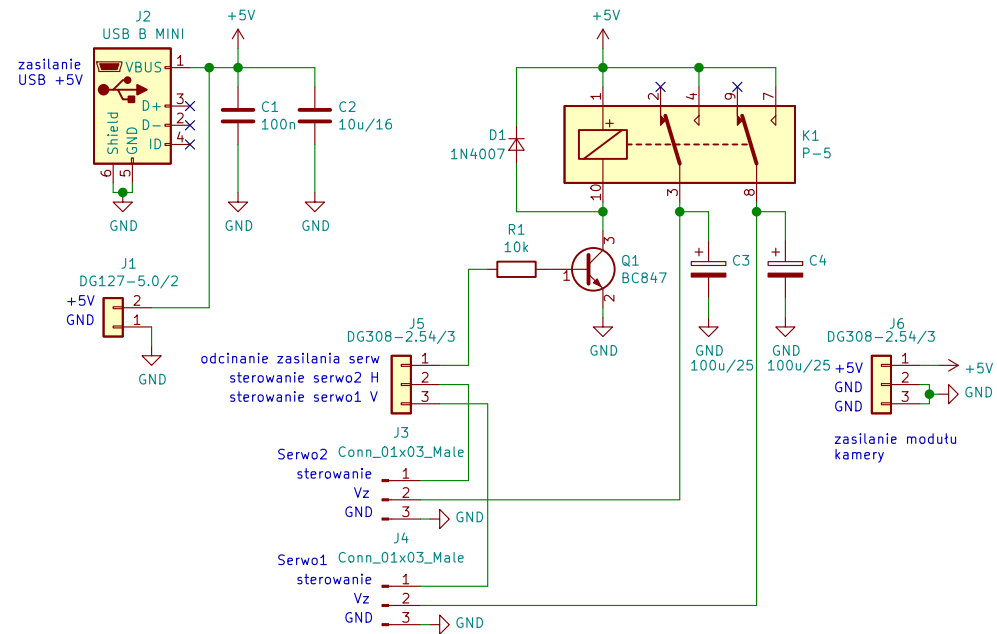 J2
USB B MINI
zasilanie
USB +5V
VBUS
1
D+
3
D-
2
ID
4
Shield
GND
6
5
GND
+5V
C1
100n
C2
10u/16
GND
GND
J1
DG127-5.0/2
+5V
2
GND
1
GND
+5V
D1
1N4007
1
2
4
9
7
+
K1
P-5
10
3
8
R1
10k
Q1
BC847
1
3
2
GND
+
C3
GND
100u/25
+
C4
GND
100u/25
J5
DG308-2.54/3
odcinanie zasilania serw
1
sterowanie serwo2 H
2
sterowanie serwo1 V
3
J6
DG308-2.54/3
+5V
1
+5V
GND
2
GND
GND
3
zasilanie modułu
kamery
J3
Serwo2
Conn_01x03_Male
sterowanie
1
Vz
2
GND
3
GND
J4
Serwo1
Conn_01x03_Male
sterowanie
1
Vz
2
GND
3
GND